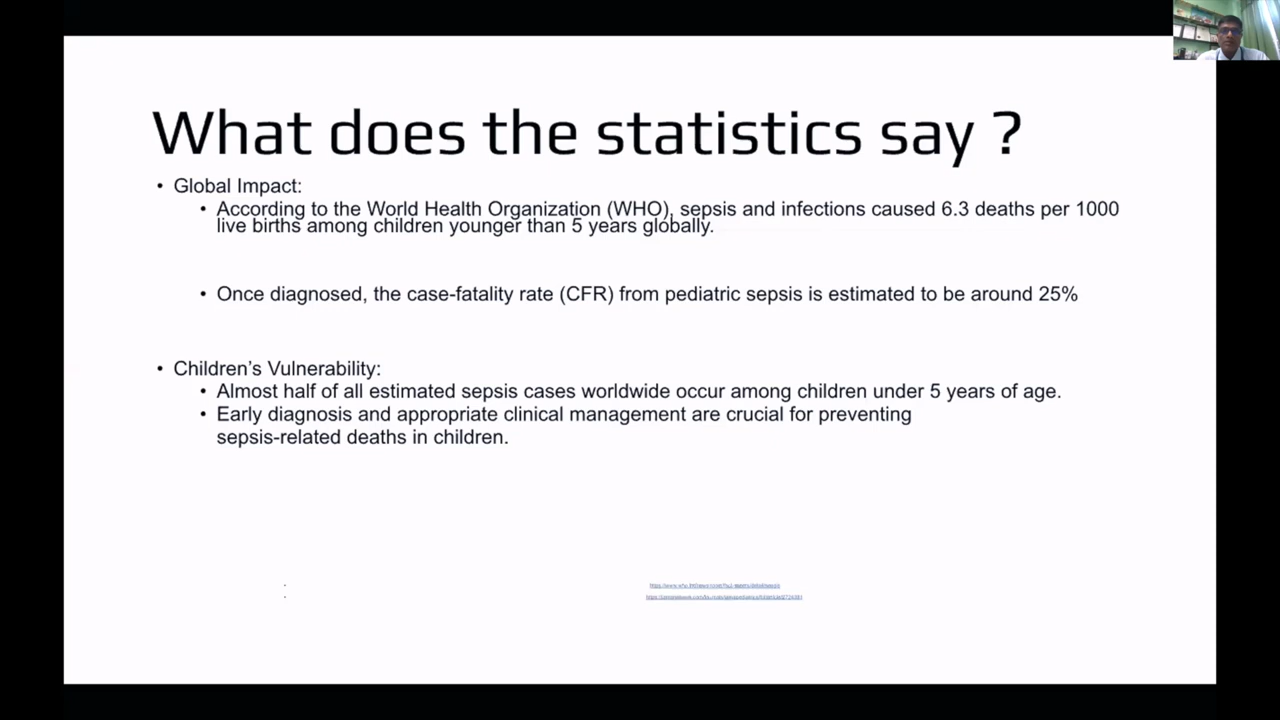 What does the statistics say ?
• Global Impact:
• According to the World Health Organization (WHO), sepsis and infections caused 6.3 deaths per 1000
live births among children younger than 5 years globally.
• Once diagnosed, the case-fatality rate (CFR) from pediatric sepsis is estimated to be around 25%
• Children’s Vulnerability:
• Almost half of all estimated sepsis cases worldwide occur among children under 5 years of age.
• Early diagnosis and appropriate clinical management are crucial for preventing
sepsis-related deaths in children.